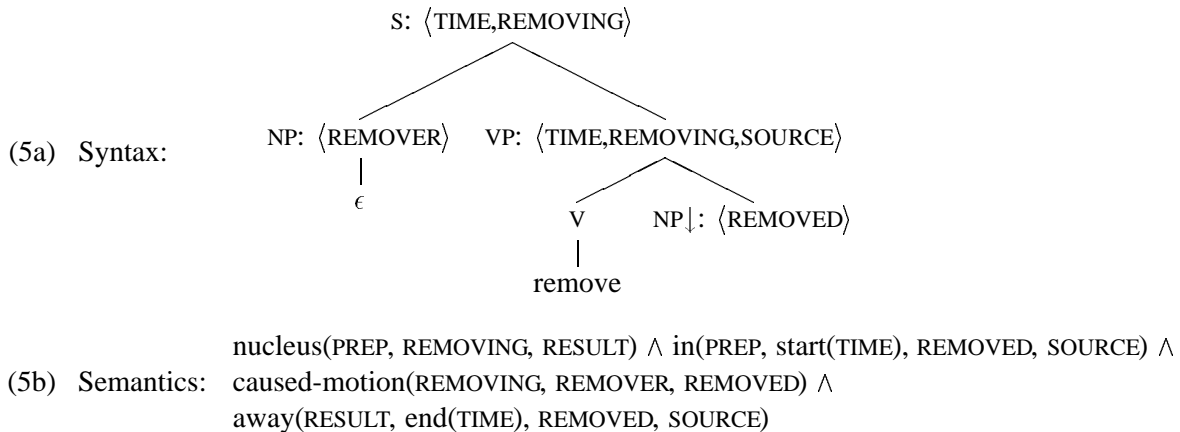 S: ⟨TIME,REMOVING⟩
(5a) Syntax: NP: ⟨REMOVER⟩ VP: ⟨TIME,REMOVING,SOURCE⟩
ϵ
V NP↓: ⟨REMOVED⟩
remove
nucleus(PREP, REMOVING, RESULT) ∧ in(PREP, start(TIME), REMOVED, SOURCE) ∧
(5b) Semantics: caused-motion(REMOVING, REMOVER, REMOVED) ∧
away(RESULT, end(TIME), REMOVED, SOURCE)